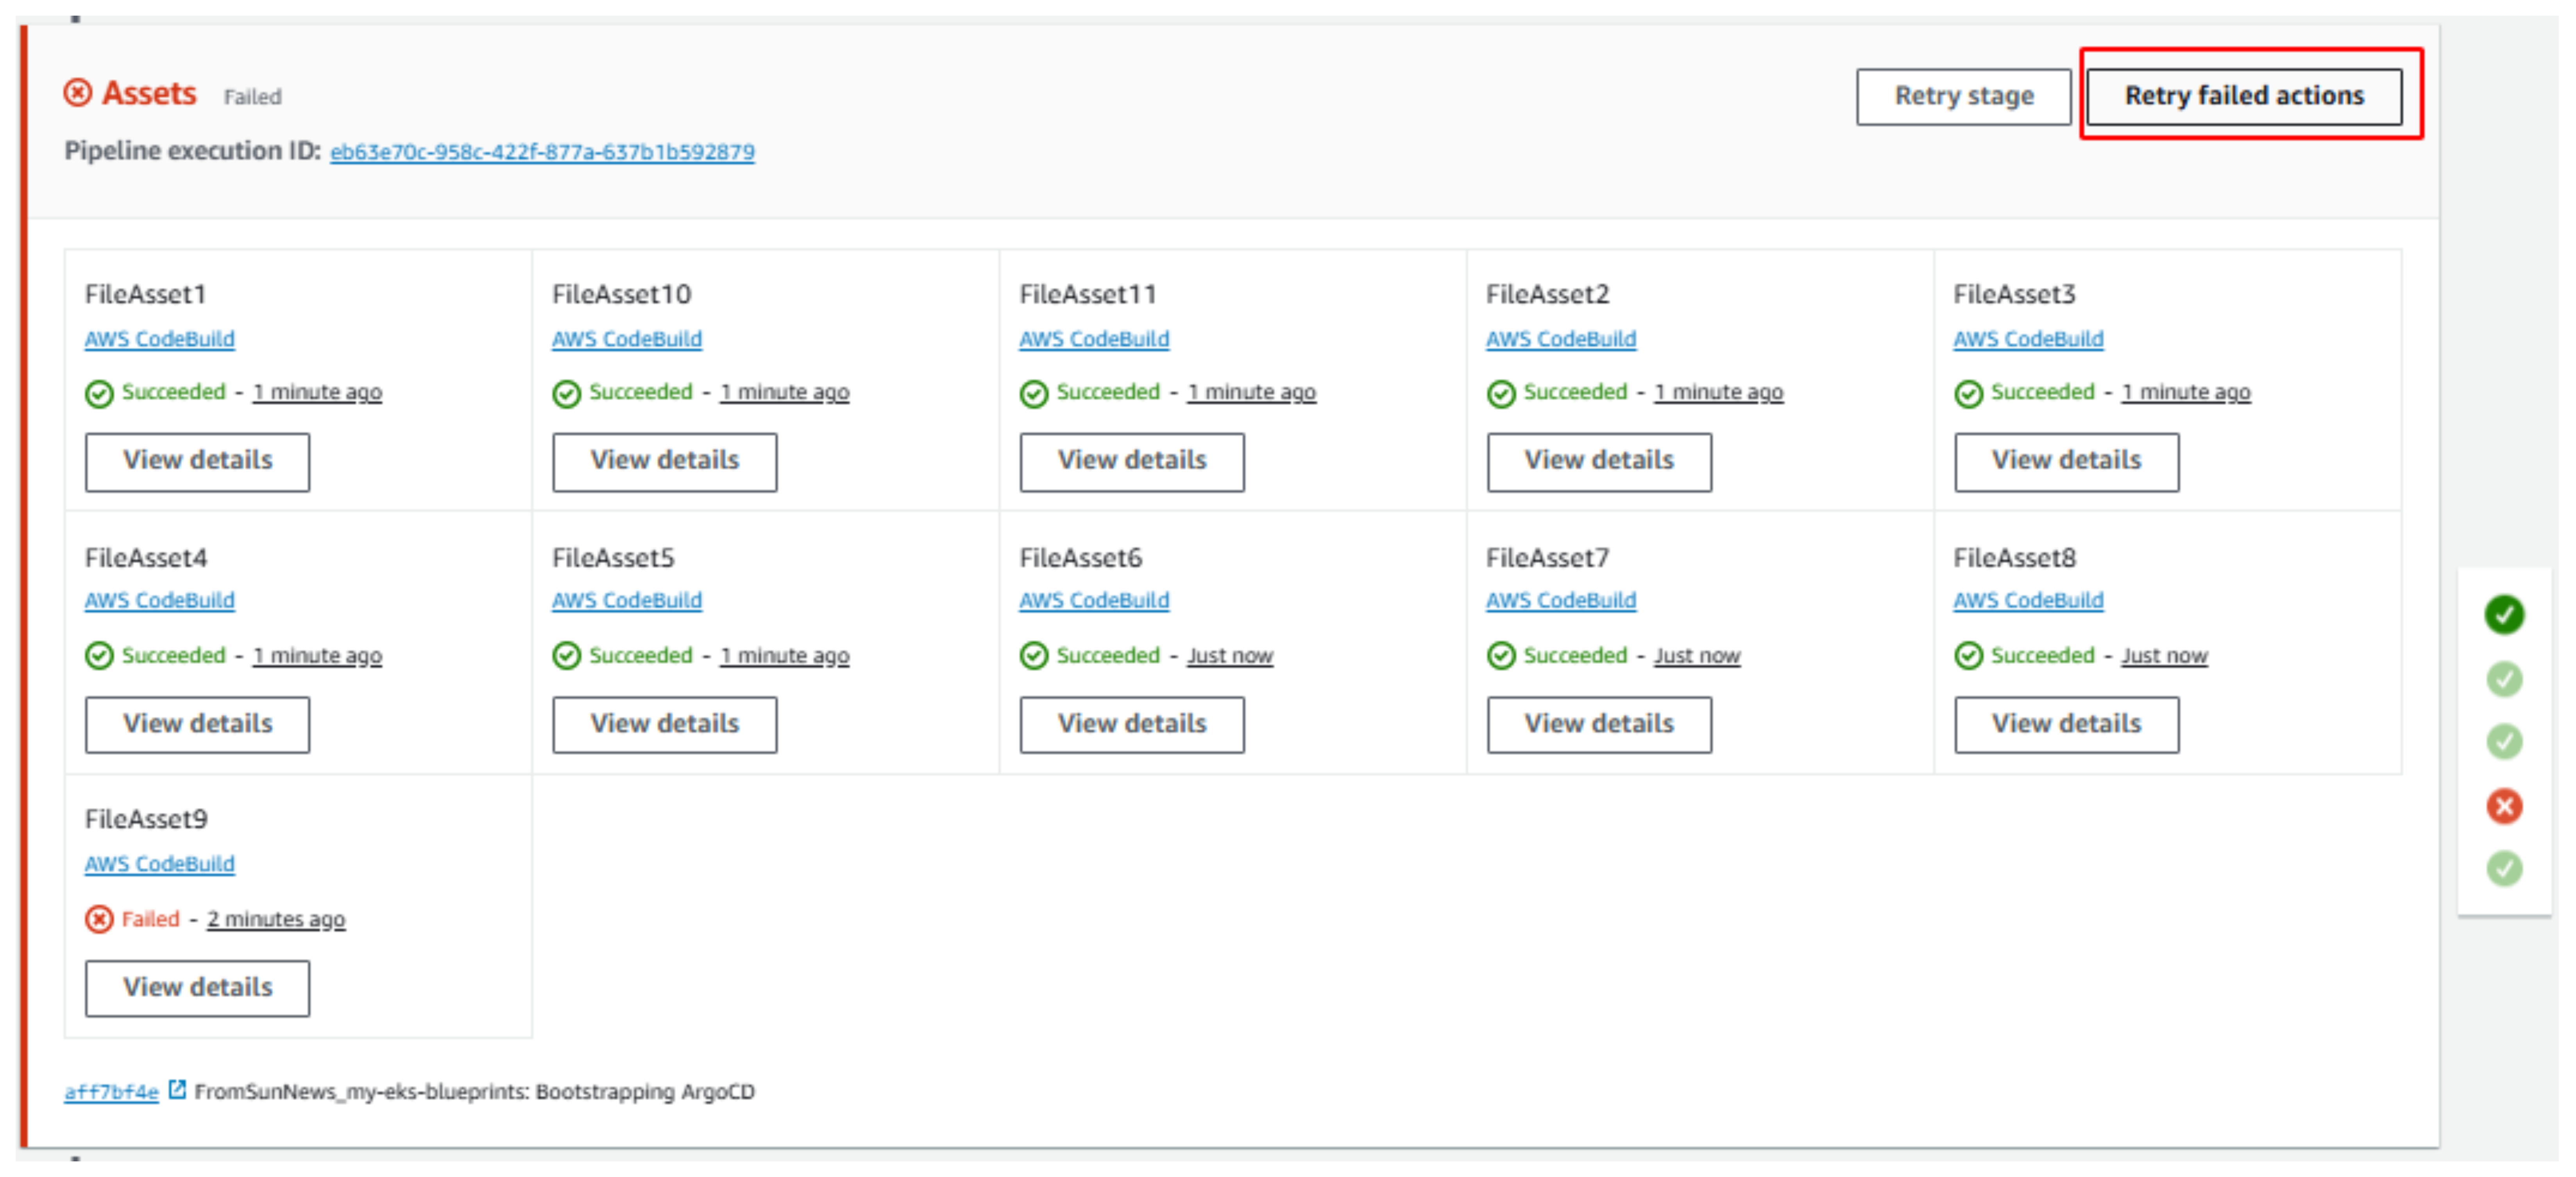 Assets Failed
Retry stage
Retry failed actions
Pipeline execution ID: eb63e70c-958c-422f-877a-637b1b592879
FileAsset1
AWS CodeBuild
Succeeded - 1 minute ago
View details
FileAsset10
AWS CodeBuild
Succeeded - 1 minute ago
View details
FileAsset11
AWS CodeBuild
Succeeded - 1 minute ago
View details
FileAsset2
AWS CodeBuild
Succeeded - 1 minute ago
View details
FileAsset3
AWS CodeBuild
Succeeded - 1 minute ago
View details
FileAsset4
AWS CodeBuild
Succeeded - 1 minute ago
View details
FileAsset5
AWS CodeBuild
Succeeded - 1 minute ago
View details
FileAsset6
AWS CodeBuild
Succeeded - Just now
View details
FileAsset7
AWS CodeBuild
Succeeded - Just now
View details
FileAsset8
AWS CodeBuild
Succeeded - Just now
View details
FileAsset9
AWS CodeBuild
Failed - 2 minutes ago
View details
aff7bf4e FromSunNews_my-eks-blueprints: Bootstrapping ArgoCD